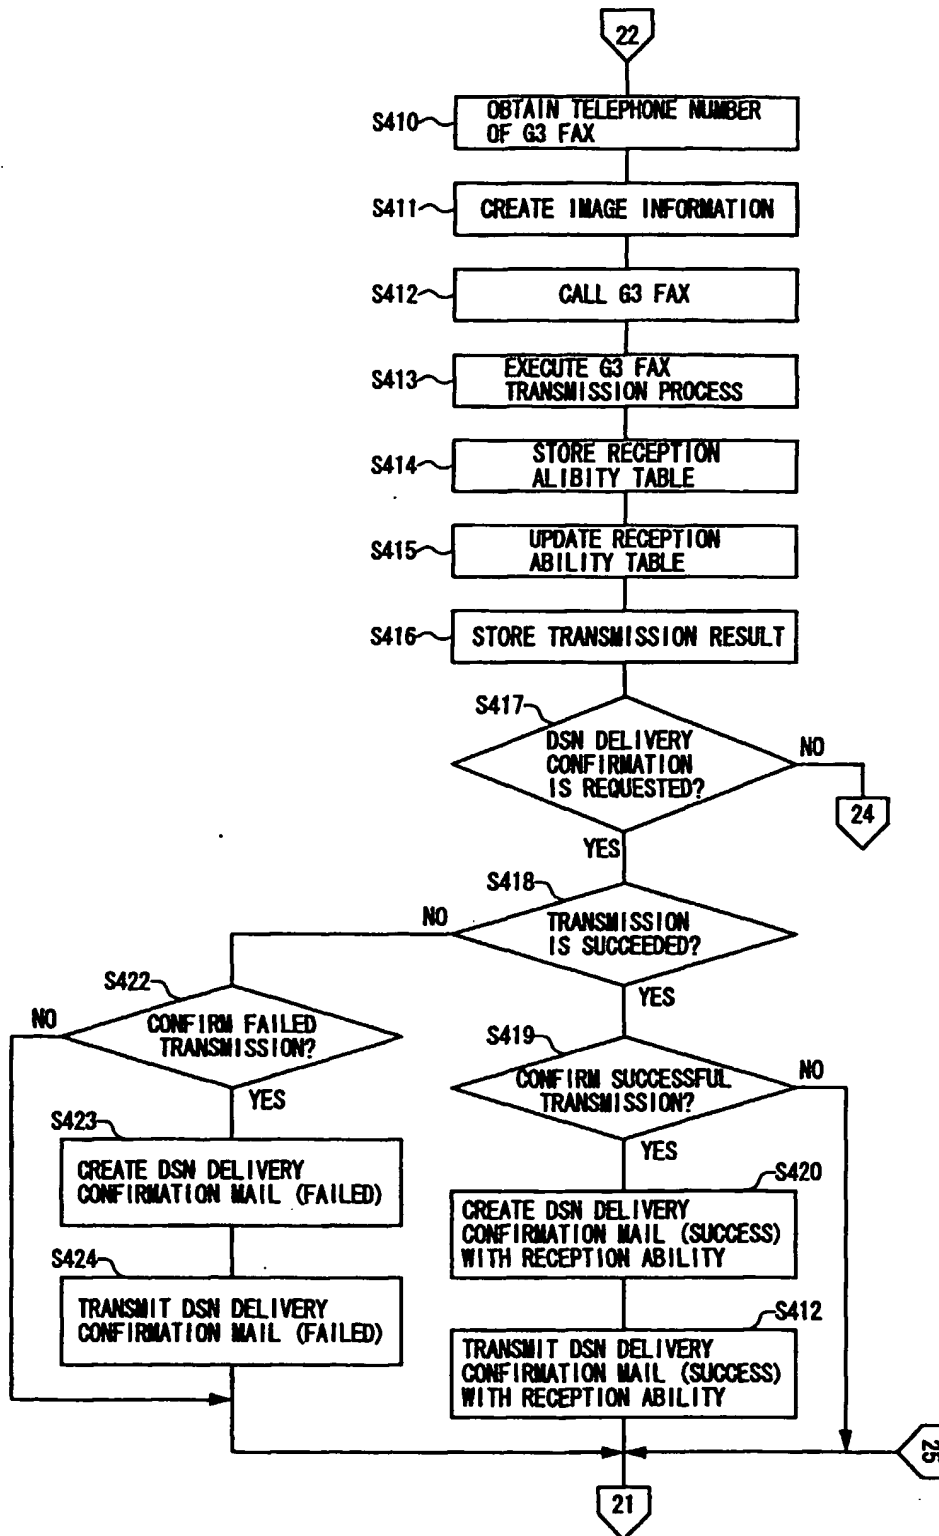 22
S410
OBTAIN TELEPHONE NUMBER
OF G3 FAX
S411
CREATE IMAGE INFORMATION
S412
CALL G3 FAX
S413
EXECUTE G3 FAX
TRANSMISSION PROCESS
S414
STORE RECEPTION
ALIBITY TABLE
S415
UPDATE RECEPTION
ABILITY TABLE
S416
STORE TRANSMISSION RESULT
S417
DSN DELIVERY
CONFIRMATION
IS REQUESTED?
NO
24
YES
S418
TRANSMISSION
IS SUCCEEDED?
NO
YES
S422
CONFIRM FAILED
TRANSMISSION?
NO
YES
S419
CONFIRM SUCCESSFUL
TRANSMISSION?
NO
YES
S423
CREATE DSN DELIVERY
CONFIRMATION MAIL (FAILED)
S420
CREATE DSN DELIVERY
CONFIRMATION MAIL (SUCCESS)
WITH RECEPTION ABILITY
S424
TRANSMIT DSN DELIVERY
CONFIRMATION MAIL (FAILED)
S412
TRANSMIT DSN DELIVERY
CONFIRMATION MAIL (SUCCESS)
WITH RECEPTION ABILITY
25
21